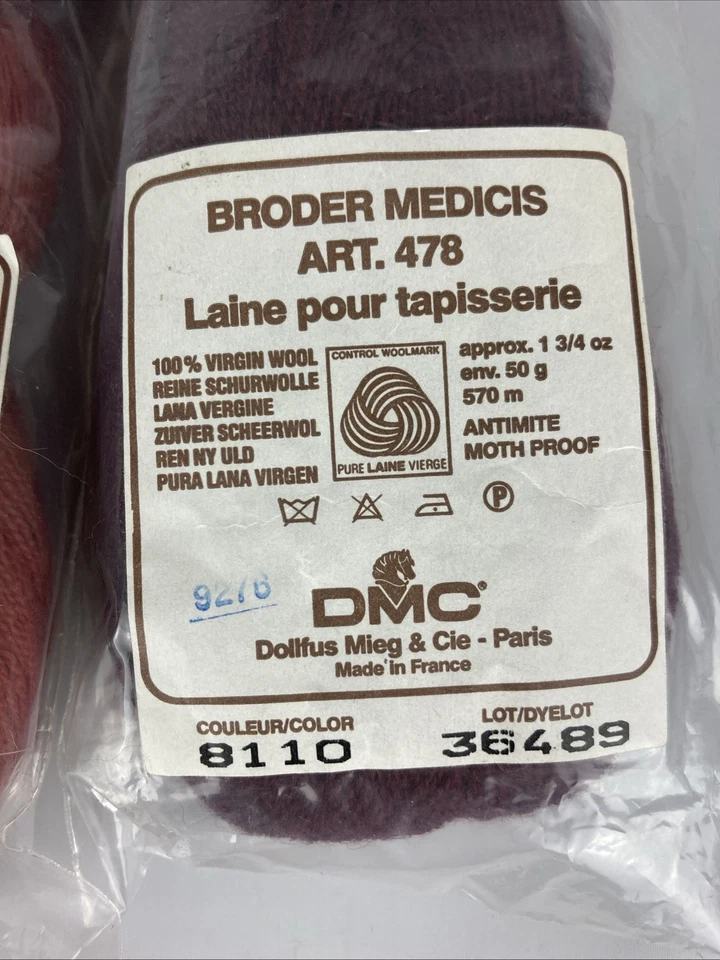 BRODER MEDICIS
ART. 478
Laine pour tapisserie
100% VIRGIN WOOL
REINE SCHURWOLLE
LANA VERGINE
ZUIVER SCHEERWOL
REN NY ULD
PURA LANA VIRGEN
CONTROL WOOLMARK
PURE LAINE VIERGE
approx. 1 3/4 oz
env. 50 g
570 m
ANTIMITE
MOTH PROOF
P
DMC
Dollfus Mieg & Cie - Paris
Made in France
COULEUR/COLOR
8110
LOT/DYELOT
36489